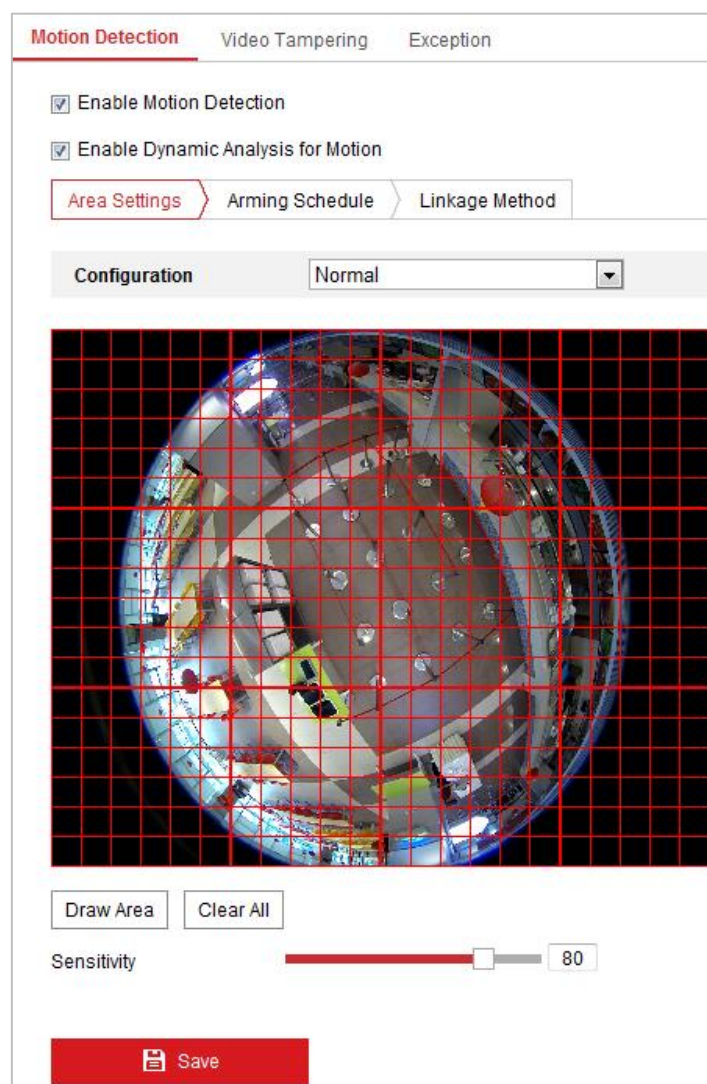 Motion Detection Video Tampering Exception
Enable Motion Detection
Enable Dynamic Analysis for Motion
Area Settings Arming Schedule Linkage Method
Configuration Normal
Draw Area Clear All
Sensitivity 80
Save